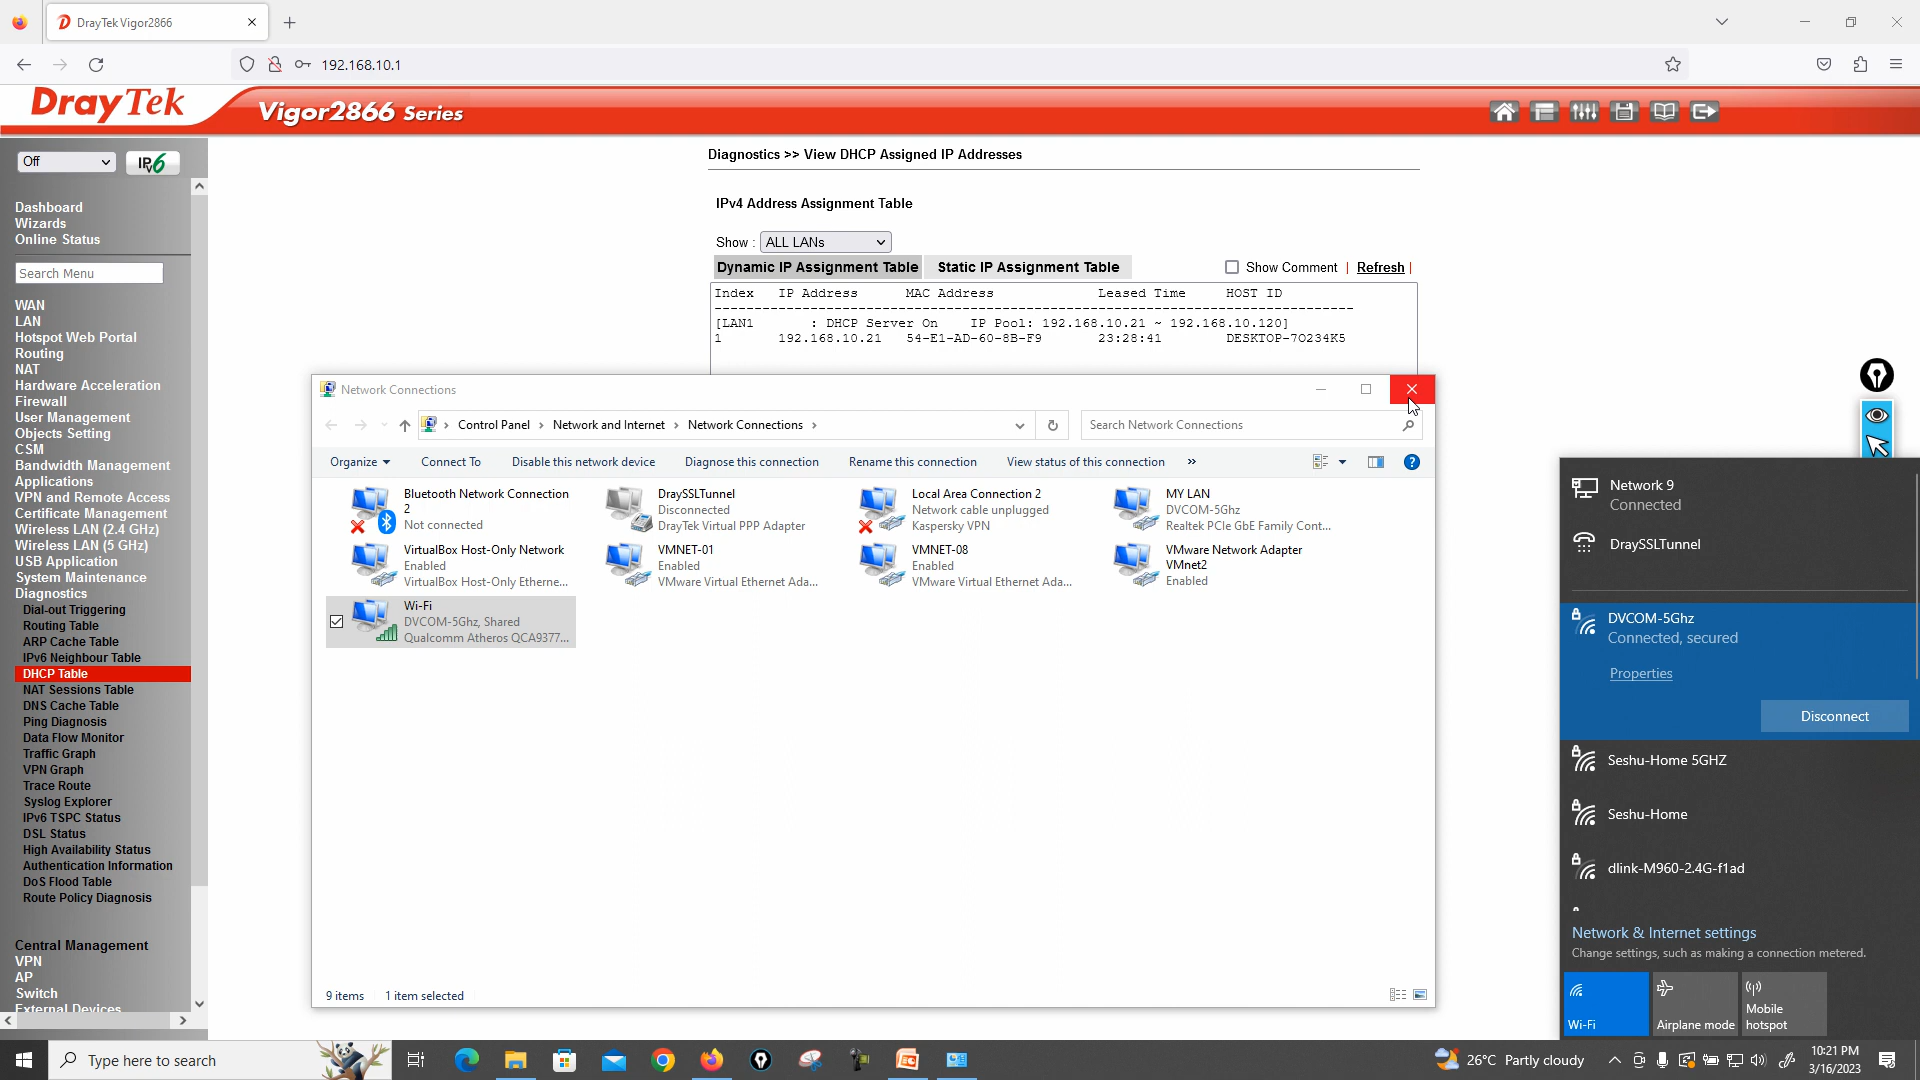 DrayTek Vigor2866
192.168.10.1
DrayTek
Vigor2866 Series
Off
IPv6
Dashboard
Wizards
Online Status
Search Menu
WAN
LAN
Hotspot Web Portal
Routing
NAT
Hardware Acceleration
Firewall
User Management
Objects Setting
CSM
Bandwidth Management
Applications
VPN and Remote Access
Certificate Management
Wireless LAN (2.4 GHz)
Wireless LAN (5 GHz)
USB Application
System Maintenance
Diagnostics
Dial-out Triggering
Routing Table
ARP Cache Table
IPv6 Neighbour Table
DHCP Table
NAT Sessions Table
DNS Cache Table
Ping Diagnosis
Data Flow Monitor
Traffic Graph
VPN Graph
Trace Route
Syslog Explorer
IPv6 TSPC Status
DSL Status
High Availability Status
Authentication Information
DoS Flood Table
Route Policy Diagnosis
Central Management
VPN
AP
Switch
External Devices
Diagnostics >> View DHCP Assigned IP Addresses
IPv4 Address Assignment Table
Show : ALL LANs
Dynamic IP Assignment Table Static IP Assignment Table Show Comment | Refresh |
Index IP Address MAC Address Leased Time HOST ID
[LAN1 : DHCP Server On IP Pool: 192.168.10.21 ~ 192.168.10.120]
1 192.168.10.21 54-E1-AD-60-8B-F9 23:28:41 DESKTOP-7O234K5
Network Connections
Control Panel > Network and Internet > Network Connections >
Search Network Connections
Organize Connect To Disable this network device Diagnose this connection Rename this connection View status of this connection »
Bluetooth Network Connection
2
Not connected
DraySSLTunnel
Disconnected
DrayTek Virtual PPP Adapter
Local Area Connection 2
Network cable unplugged
Kaspersky VPN
MY LAN
DVCOM-5Ghz
Realtek PCIe GbE Family Cont...
VirtualBox Host-Only Network
Enabled
VirtualBox Host-Only Etherne...
VMNET-01
Enabled
VMware Virtual Ethernet Ada...
VMNET-08
Enabled
VMware Virtual Ethernet Ada...
VMware Network Adapter
VMnet2
Enabled
Wi-Fi
DVCOM-5Ghz, Shared
Qualcomm Atheros QCA9377...
9 items 1 item selected
Network 9
Connected
DraySSLTunnel
DVCOM-5Ghz
Connected, secured
Properties
Disconnect
Seshu-Home 5GHZ
Seshu-Home
dlink-M960-2.4G-f1ad
Network & Internet settings
Change settings, such as making a connection metered.
Wi-Fi
Airplane mode
Mobile
hotspot
Type here to search
26°C Partly cloudy
10:21 PM
3/16/2023